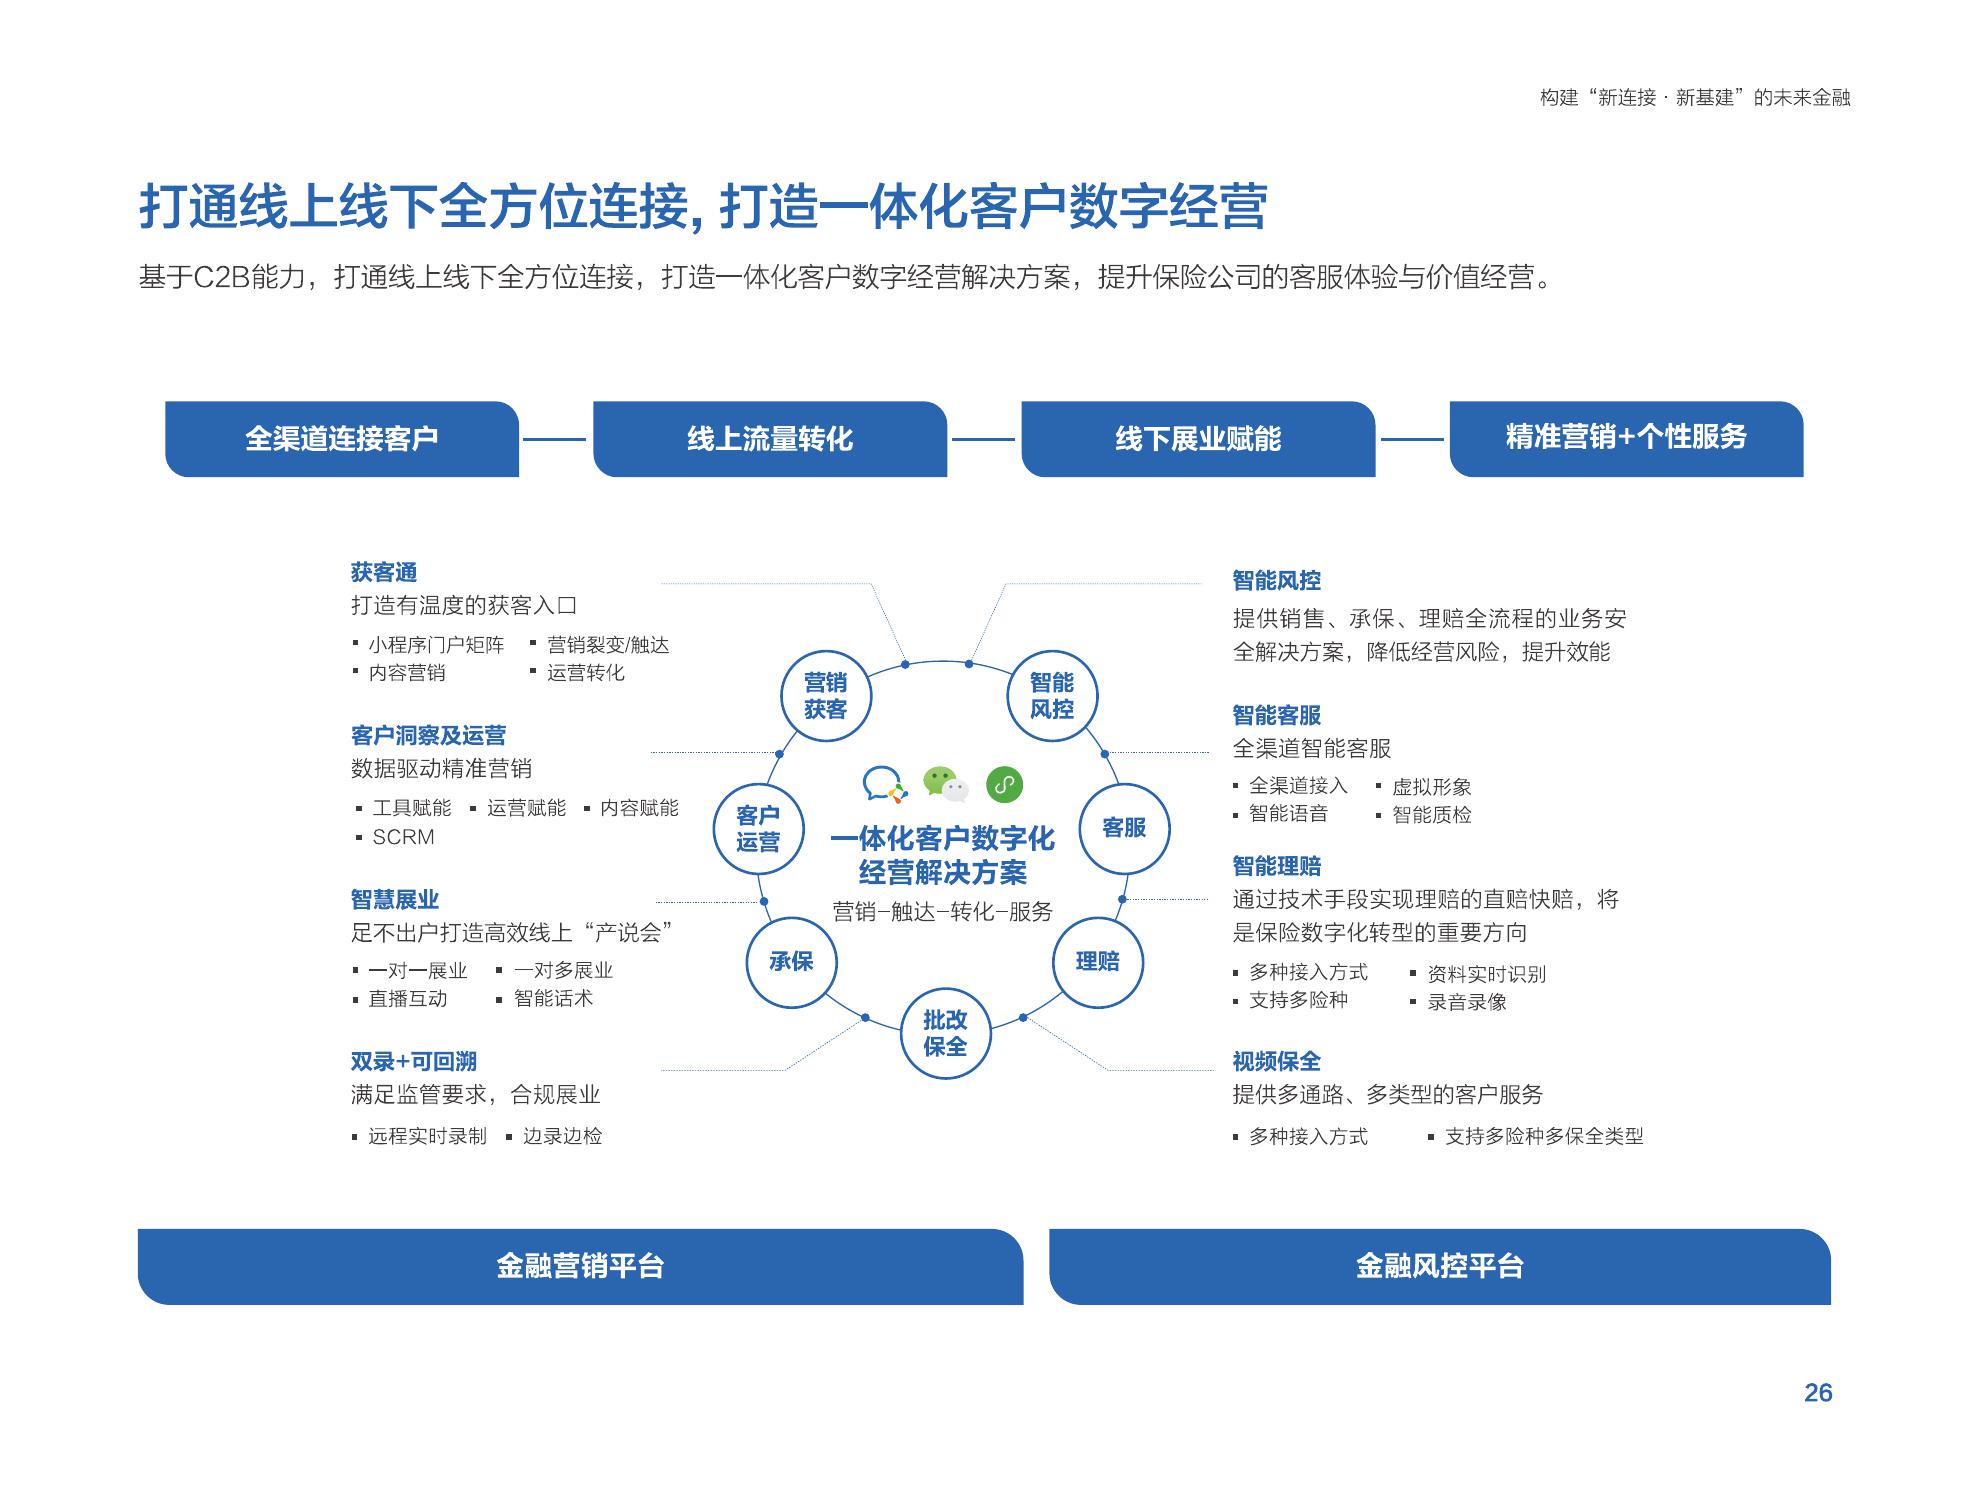 构建“新连接·新基建”的未来金融
打通线上线下全方位连接，打造一体化客户数字经营
基于C2B能力，打通线上线下全方位连接，打造一体化客户数字经营解决方案，提升保险公司的客服体验与价值经营。
全渠道连接客户
线上流量转化
线下展业赋能
精准营销+个性服务
获客通
打造有温度的获客入口
▪ 小程序门户矩阵 ▪ 营销裂变/触达
▪ 内容营销 ▪ 运营转化
客户洞察及运营
数据驱动精准营销
▪ 工具赋能 ▪ 运营赋能 ▪ 内容赋能
▪ SCRM
智慧展业
足不出户打造高效线上“产说会”
▪ 一对一展业 ▪ 一对多展业
▪ 直播互动 ▪ 智能话术
双录+可回溯
满足监管要求，合规展业
▪ 远程实时录制 ▪ 边录边检
营销
获客
智能
风控
客户
运营
客服
承保
理赔
批改
保全
一体化客户数字化
经营解决方案
营销-触达-转化-服务
智能风控
提供销售、承保、理赔全流程的业务安
全解决方案，降低经营风险，提升效能
智能客服
全渠道智能客服
▪ 全渠道接入 ▪ 虚拟形象
▪ 智能语音 ▪ 智能质检
智能理赔
通过技术手段实现理赔的直赔快赔，将
是保险数字化转型的重要方向
▪ 多种接入方式 ▪ 资料实时识别
▪ 支持多险种 ▪ 录音录像
视频保全
提供多通路、多类型的客户服务
▪ 多种接入方式 ▪ 支持多险种多保全类型
金融营销平台
金融风控平台
26